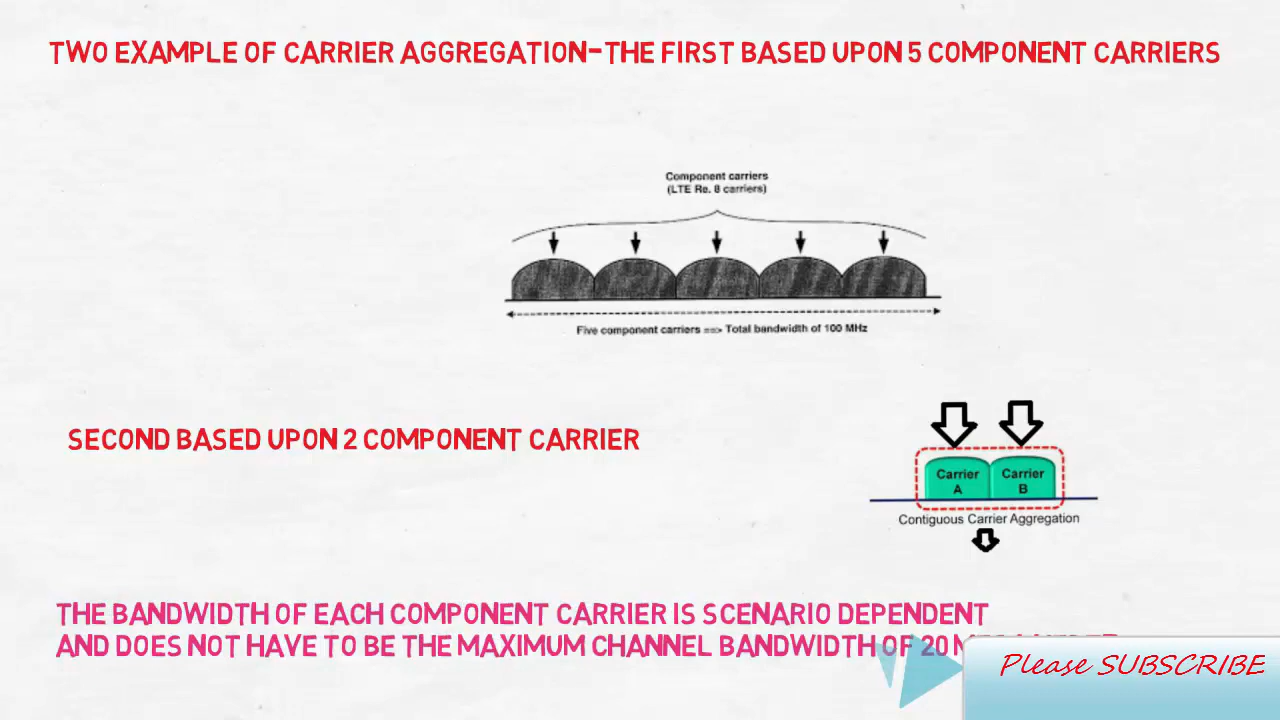 TWO EXAMPLE OF CARRIER AGGREGATION-THE FIRST BASED UPON 5 COMPONENT CARRIERS
Component carriers
(LTE Re. 8 carriers)
Five component carriers ==> Total bandwidth of 100 MHz
SECOND BASED UPON 2 COMPONENT CARRIER
Carrier A
Carrier B
Contiguous Carrier Aggregation
THE BANDWIDTH OF EACH COMPONENT CARRIER IS SCENARIO DEPENDENT
AND DOES NOT HAVE TO BE THE MAXIMUM CHANNEL BANDWIDTH OF 20
Please SUBSCRIBE